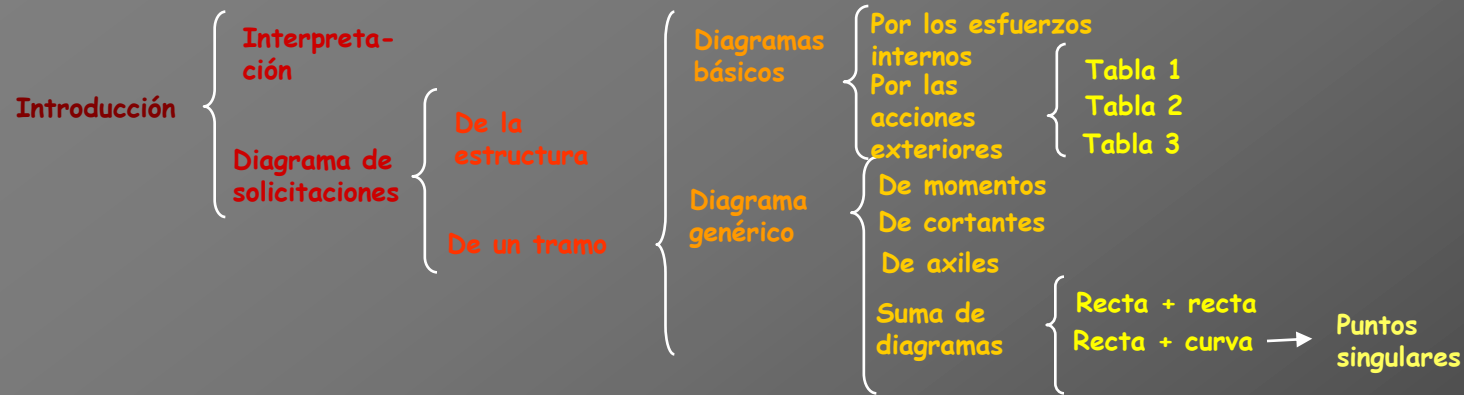 Introducción
Interpreta-
ción
Diagrama de
solicitaciones
De la
estructura
De un tramo
Diagramas
básicos
Por los esfuerzos
internos
Por las
acciones
exteriores
Tabla 1
Tabla 2
Tabla 3
Diagrama
genérico
De momentos
De cortantes
De axiles
Suma de
diagramas
Recta + recta
Recta + curva
Puntos
singulares